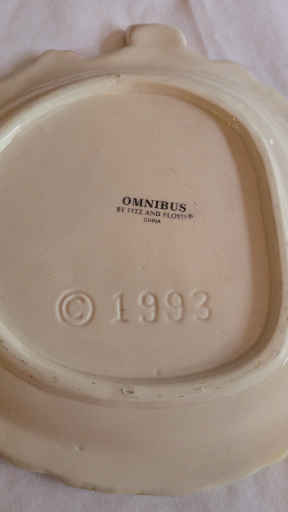 OMNIBUS
BY FITZ AND FLOYD®
CHINA
© 1993